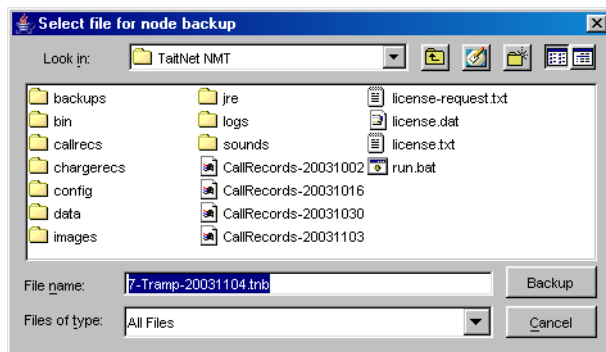 Select file for node backup
Look in: TaitNet NMT
backups jre license-request.txt
bin logs license.dat
callrecs sounds license.txt
chargerecs CallRecords-20031002 run.bat
config CallRecords-20031016
data CallRecords-20031030
images CallRecords-20031103
File name: 7-Tramp-20031104.tnb Backup
Files of type: All Files Cancel